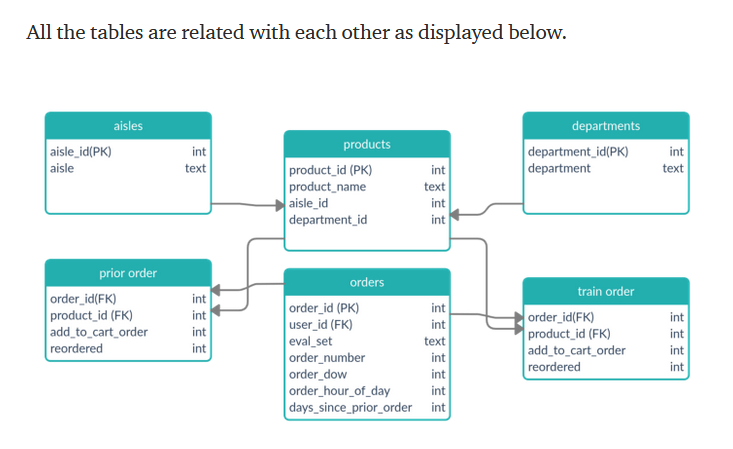 All the tables are related with each other as displayed below.
aisles
aisle_id(PK) int
aisle text
products
product_id (PK) int
product_name text
aisle_id int
department_id int
departments
department_id(PK) int
department text
prior order
order_id(FK) int
product_id (FK) int
add_to_cart_order int
reordered int
orders
order_id (PK) int
user_id (FK) int
eval_set text
order_number int
order_dow int
order_hour_of_day int
days_since_prior_order int
train order
order_id(FK) int
product_id (FK) int
add_to_cart_order int
reordered int